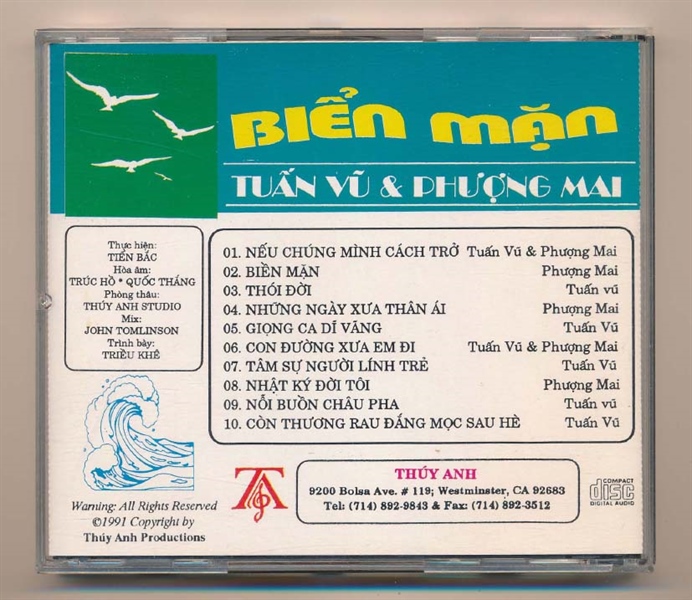 BIỂN MẶN
TUẤN VŨ & PHƯỢNG MAI
Thực hiện:
TIẾN BẮC
Hòa âm:
TRÚC HỒ * QUỐC THẮNG
Phòng thâu:
THÚY ANH STUDIO
Mix:
JOHN TOMLINSON
Trình bày:
TRIỀU KHÊ
01. NẾU CHÚNG MÌNH CÁCH TRỞ Tuấn Vũ & Phượng Mai
02. BIỂN MẶN Phượng Mai
03. THÓI ĐỜI Tuấn vũ
04. NHỮNG NGÀY XƯA THÂN ÁI Phượng Mai
05. GIỌNG CA DĨ VÃNG Tuấn Vũ
06. CON ĐƯỜNG XƯA EM ĐI Tuấn Vũ & Phượng Mai
07. TÂM SỰ NGƯỜI LÍNH TRẺ Tuấn Vũ
08. NHẬT KÝ ĐỜI TÔI Phượng Mai
09. NỖI BUỒN CHÂU PHA Tuấn vũ
10. CÒN THƯƠNG RAU ĐẮNG MỌC SAU HÈ Tuấn Vũ
Warning: All Rights Reserved
©1991 Copyright by
Thúy Anh Productions
TA
THÚY ANH
9200 Bolsa Ave. # 119; Westminster, CA 92683
Tel: (714) 892-9843 & Fax: (714) 892-3512
COMPACT
disc
DIGITAL AUDIO